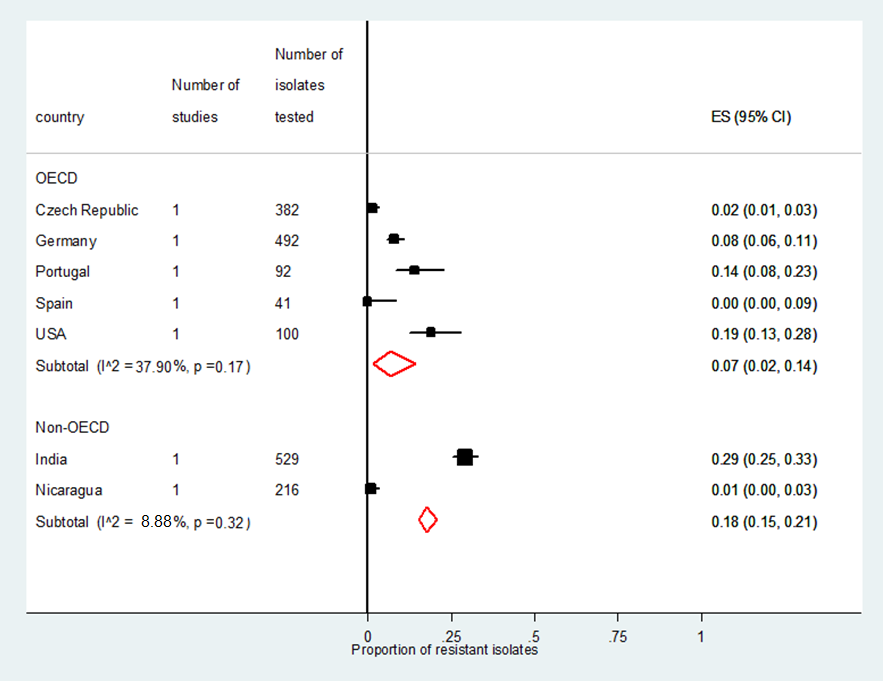 Number of
Number of isolates
country studies tested ES (95% CI)
OECD
Czech Republic 1 382 0.02 (0.01, 0.03)
Germany 1 492 0.08 (0.06, 0.11)
Portugal 1 92 0.14 (0.08, 0.23)
Spain 1 41 0.00 (0.00, 0.09)
USA 1 100 0.19 (0.13, 0.28)
Subtotal (I^2 = 37.90%, p =0.17) 0.07 (0.02, 0.14)
Non-OECD
India 1 529 0.29 (0.25, 0.33)
Nicaragua 1 216 0.01 (0.00, 0.03)
Subtotal (I^2 = 8.88%, p =0.32) 0.18 (0.15, 0.21)
0 .25 .5 .75 1
Proportion of resistant isolates